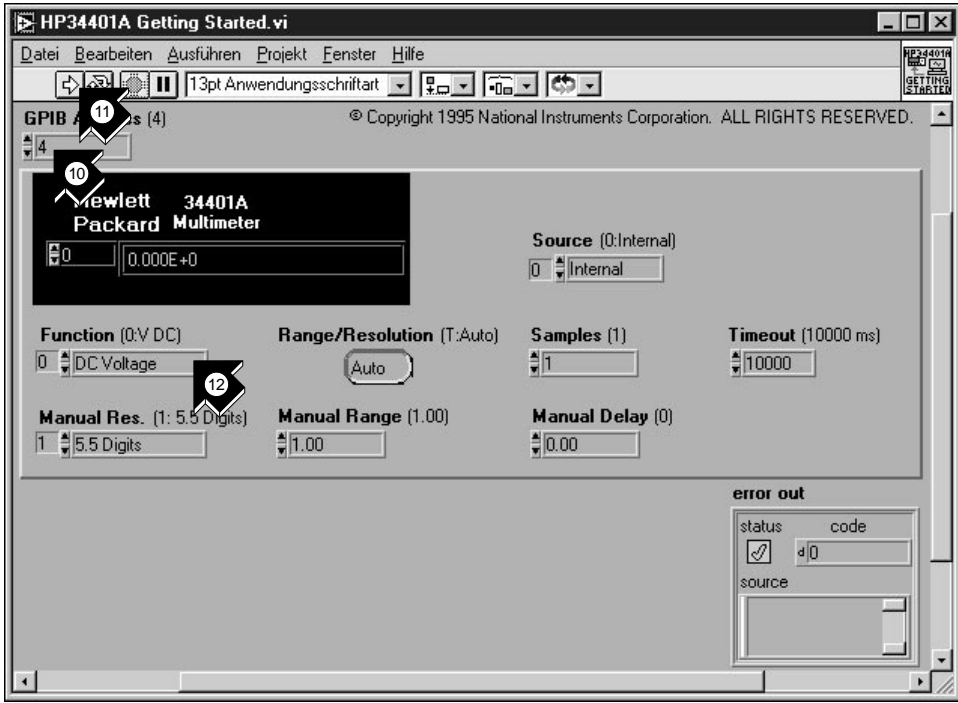 HP34401A Getting Started.vi
Datei Bearbeiten Ausführen Projekt Fenster Hilfe
HP34401A
GETTING
STARTED
13pt Anwendungsschriftart
11
GPIB (4)
© Copyright 1995 National Instruments Corporation. ALL RIGHTS RESERVED.
4
10
Hewlett 34401A
Packard Multimeter
0 0.000E+0
Source (0:Internal)
0 Internal
Function (0:V DC) Range/Resolution (T:Auto) Samples (1) Timeout (10000 ms)
0 DC Voltage Auto 1 10000
12
Manual Res. (1: 5.5 Digits) Manual Range (1.00) Manual Delay (0)
1 5.5 Digits 1.00 0.00
error out
status code
d 0
source